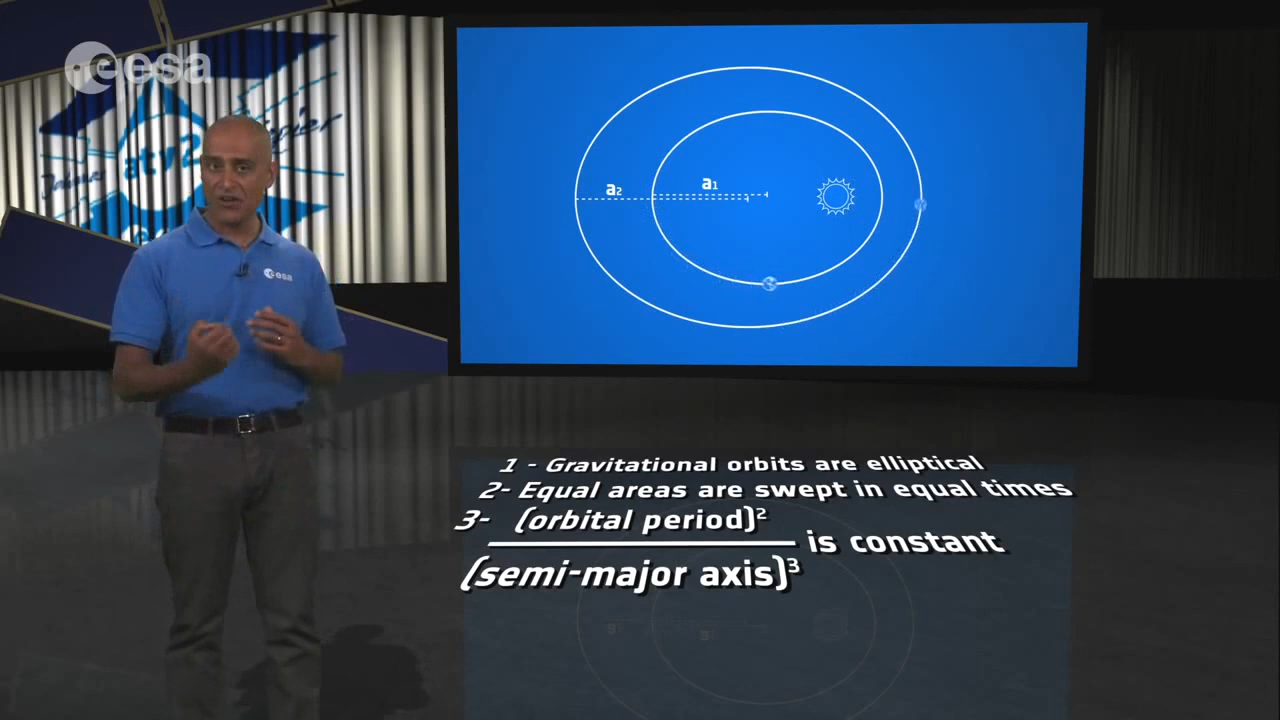 esa
atv2
esa
a₂
a₁
1 - Gravitational orbits are elliptical
2- Equal areas are swept in equal times
3- (orbital period)²
is constant
(semi-major axis)³